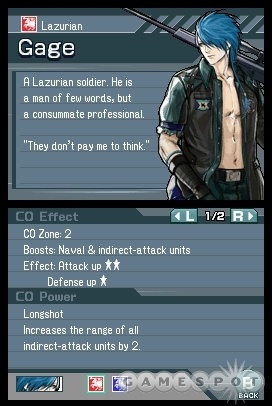 Lazurian
Gage
A Lazurian soldier. He is
a man of few words, but
a consummate professional.
"They don't pay me to think."
CO Effect
L 1/2 R
CO Zone: 2
Boosts: Naval & indirect-attack units
Effect: Attack up ★★
Defense up ★
CO Power
Longshot
Increases the range of all
indirect-attack units by 2.
GAMESPOT
B
BACK